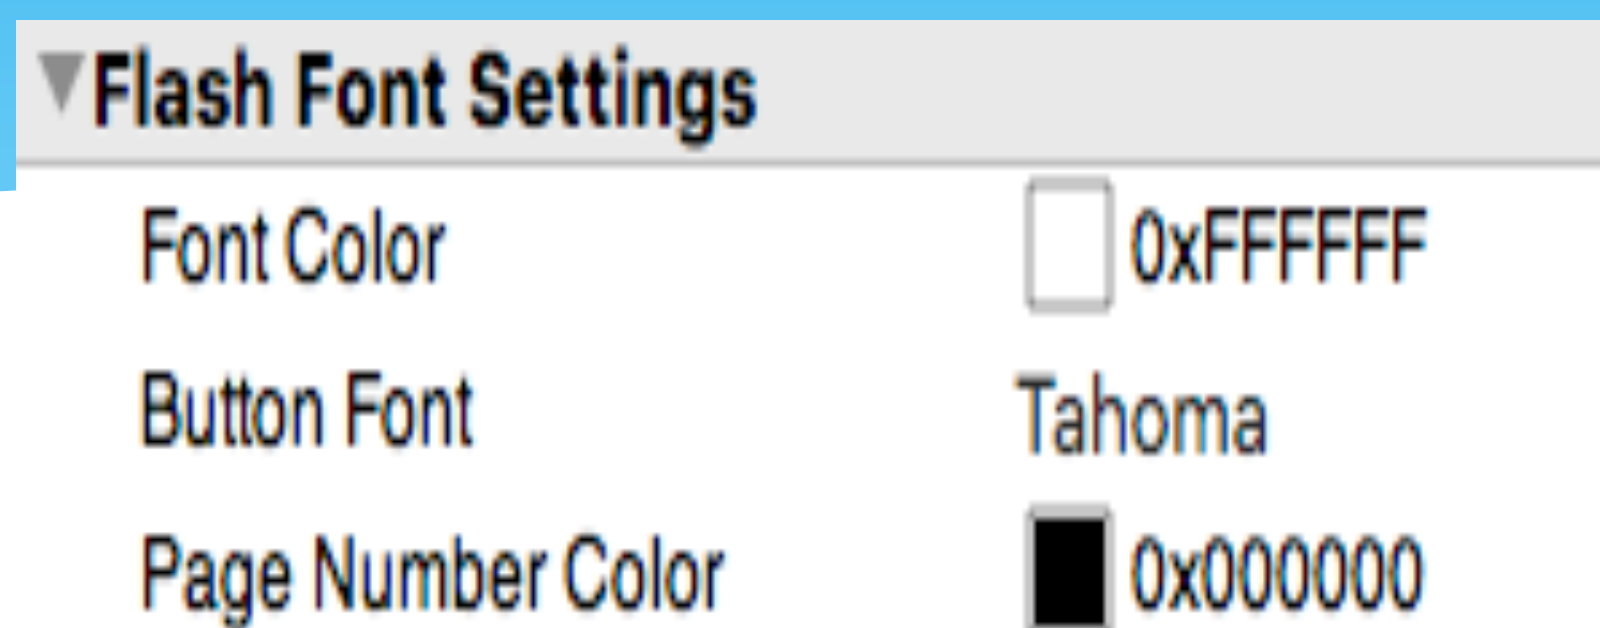 Flash Font Settings
Font Color 0xFFFFFF
Button Font Tahoma
Page Number Color 0x000000